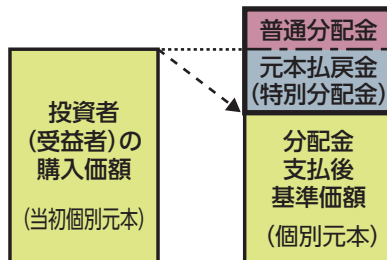 普通分配金
元本払戻金
(特別分配金)
投資者
(受益者)の
購入価額
(当初個別元本)
分配金
支払後
基準価額
(個別元本)